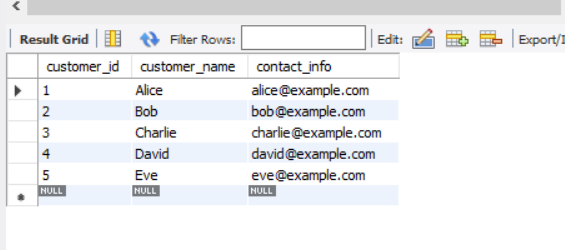 Result Grid Filter Rows: Edit: Export/I
customer_id customer_name contact_info
1 Alice alice@example.com
2 Bob bob@example.com
3 Charlie charlie@example.com
4 David david@example.com
5 Eve eve@example.com
NULL NULL NULL